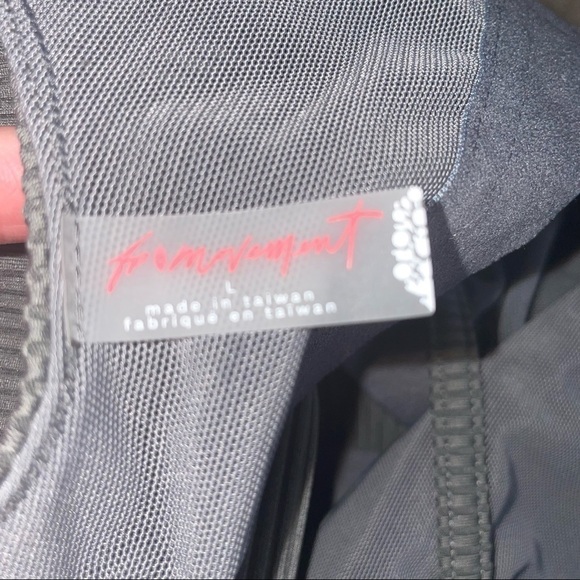 fp movement
L
made in taiwan
fabriqué en taiwan